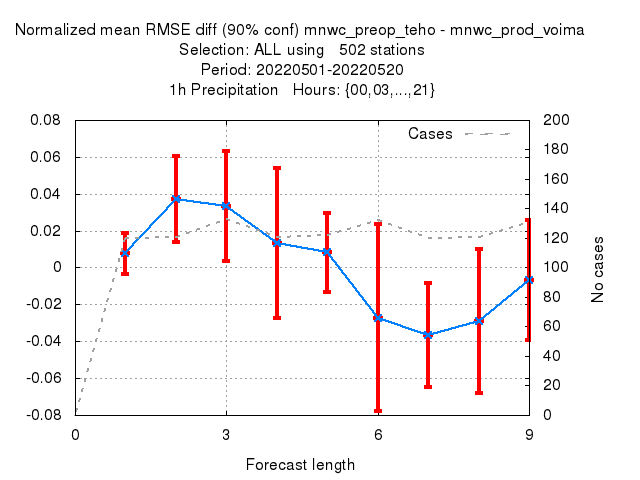 Normalized mean RMSE diff (90% conf) mnwc_preop_teho - mnwc_prod_voima
Selection: ALL using   502 stations
Period: 20220501-20220520
1h Precipitation   Hours: {00,03,...,21}
Cases
0.08
0.06
0.04
0.02
0
-0.02
-0.04
-0.06
-0.08
200
180
160
140
120
100
80
60
40
20
0
No cases
0 3 6 9
Forecast length